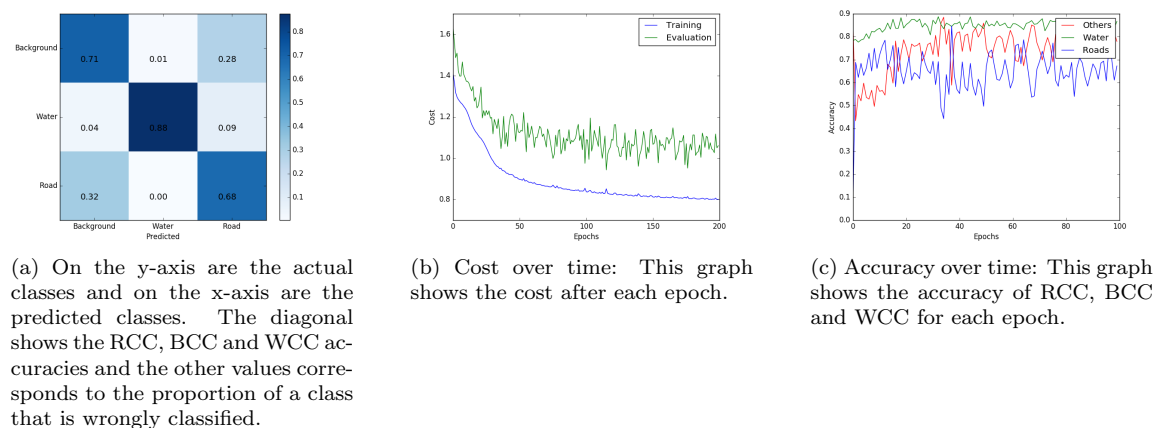 Background
Water
Road
0.71 0.01 0.28
0.04 0.88 0.09
0.32 0.00 0.68
Background Water Road
Predicted
0.8
0.7
0.6
0.5
0.4
0.3
0.2
0.1
Training
Evaluation
Cost
1.6
1.4
1.2
1.0
0.8
0 50 100 150 200
Epochs
Others
Water
Roads
Accuracy
0.9
0.8
0.7
0.6
0.5
0.4
0.3
0.2
0.1
0.0
0 20 40 60 80 100
Epochs
(a) On the y-axis are the actual
classes and on the x-axis are the
predicted classes. The diagonal
shows the RCC, BCC and WCC ac-
curacies and the other values corre-
sponds to the proportion of a class
that is wrongly classified.
(b) Cost over time: This graph
shows the cost after each epoch.
(c) Accuracy over time: This graph
shows the accuracy of RCC, BCC
and WCC for each epoch.